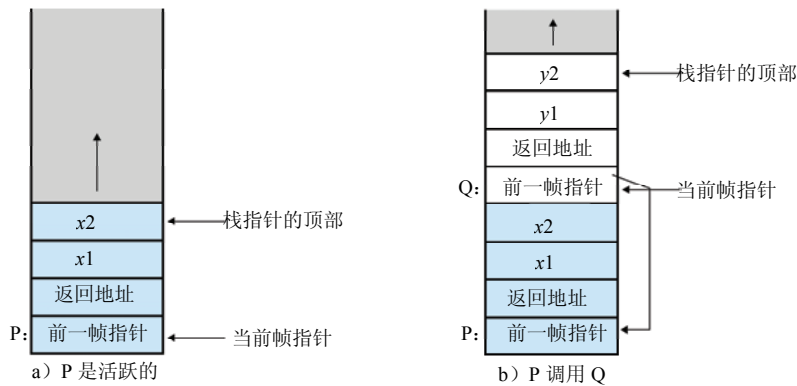 x2
栈指针的顶部
x1
返回地址
P：
前一帧指针
当前帧指针
a）P 是活跃的
y2
栈指针的顶部
y1
返回地址
Q：
前一帧指针
当前帧指针
x2
x1
返回地址
P：
前一帧指针
b）P 调用 Q